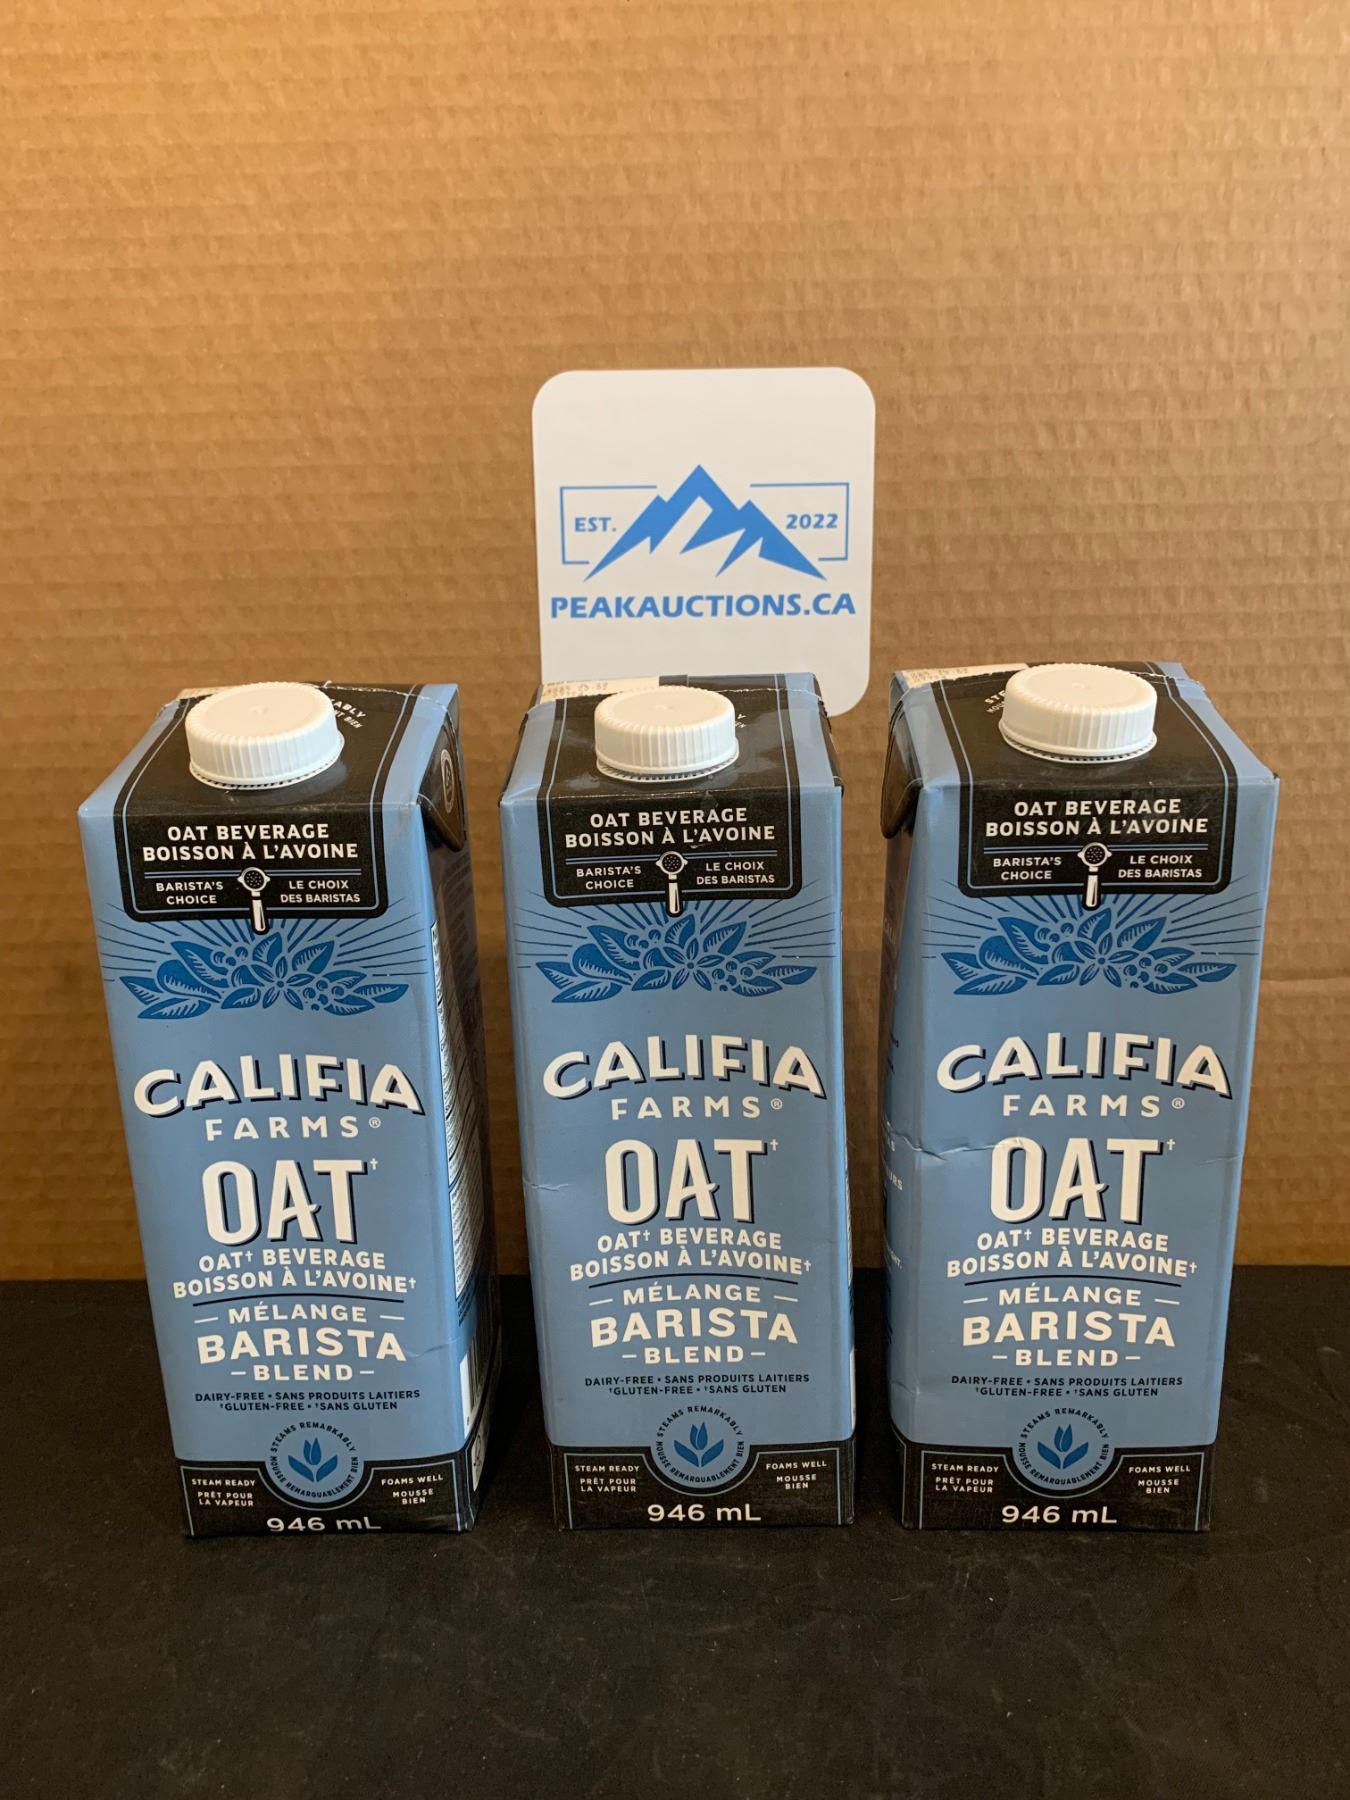 EST. 2022
PEAKAUCTIONS.CA
OAT BEVERAGE
BOISSON À L'AVOINE
BARISTA'S CHOICE
LE CHOIX DES BARISTAS
CALIFIA
FARMS®
OAT†
OAT† BEVERAGE
BOISSON À L'AVOINE†
— MÉLANGE —
BARISTA
– BLEND –
DAIRY-FREE • SANS PRODUITS LAITIERS
†GLUTEN-FREE • †SANS GLUTEN
STEAMS REMARKABLY
MOUSSE REMARQUABLEMENT BIEN
STEAM READY
PRÊT POUR
LA VAPEUR
FOAMS WELL
MOUSSE
BIEN
946 mL
OAT BEVERAGE
BOISSON À L'AVOINE
BARISTA'S CHOICE
LE CHOIX DES BARISTAS
CALIFIA
FARMS®
OAT†
OAT† BEVERAGE
BOISSON À L'AVOINE†
— MÉLANGE —
BARISTA
– BLEND –
DAIRY-FREE • SANS PRODUITS LAITIERS
†GLUTEN-FREE • †SANS GLUTEN
STEAMS REMARKABLY
MOUSSE REMARQUABLEMENT BIEN
STEAM READY
PRÊT POUR
LA VAPEUR
FOAMS WELL
MOUSSE
BIEN
946 mL
OAT BEVERAGE
BOISSON À L'AVOINE
BARISTA'S CHOICE
LE CHOIX DES BARISTAS
CALIFIA
FARMS®
OAT†
OAT† BEVERAGE
BOISSON À L'AVOINE†
— MÉLANGE —
BARISTA
– BLEND –
DAIRY-FREE • SANS PRODUITS LAITIERS
†GLUTEN-FREE • †SANS GLUTEN
STEAMS REMARKABLY
MOUSSE REMARQUABLEMENT BIEN
STEAM READY
PRÊT POUR
LA VAPEUR
FOAMS WELL
MOUSSE
BIEN
946 mL